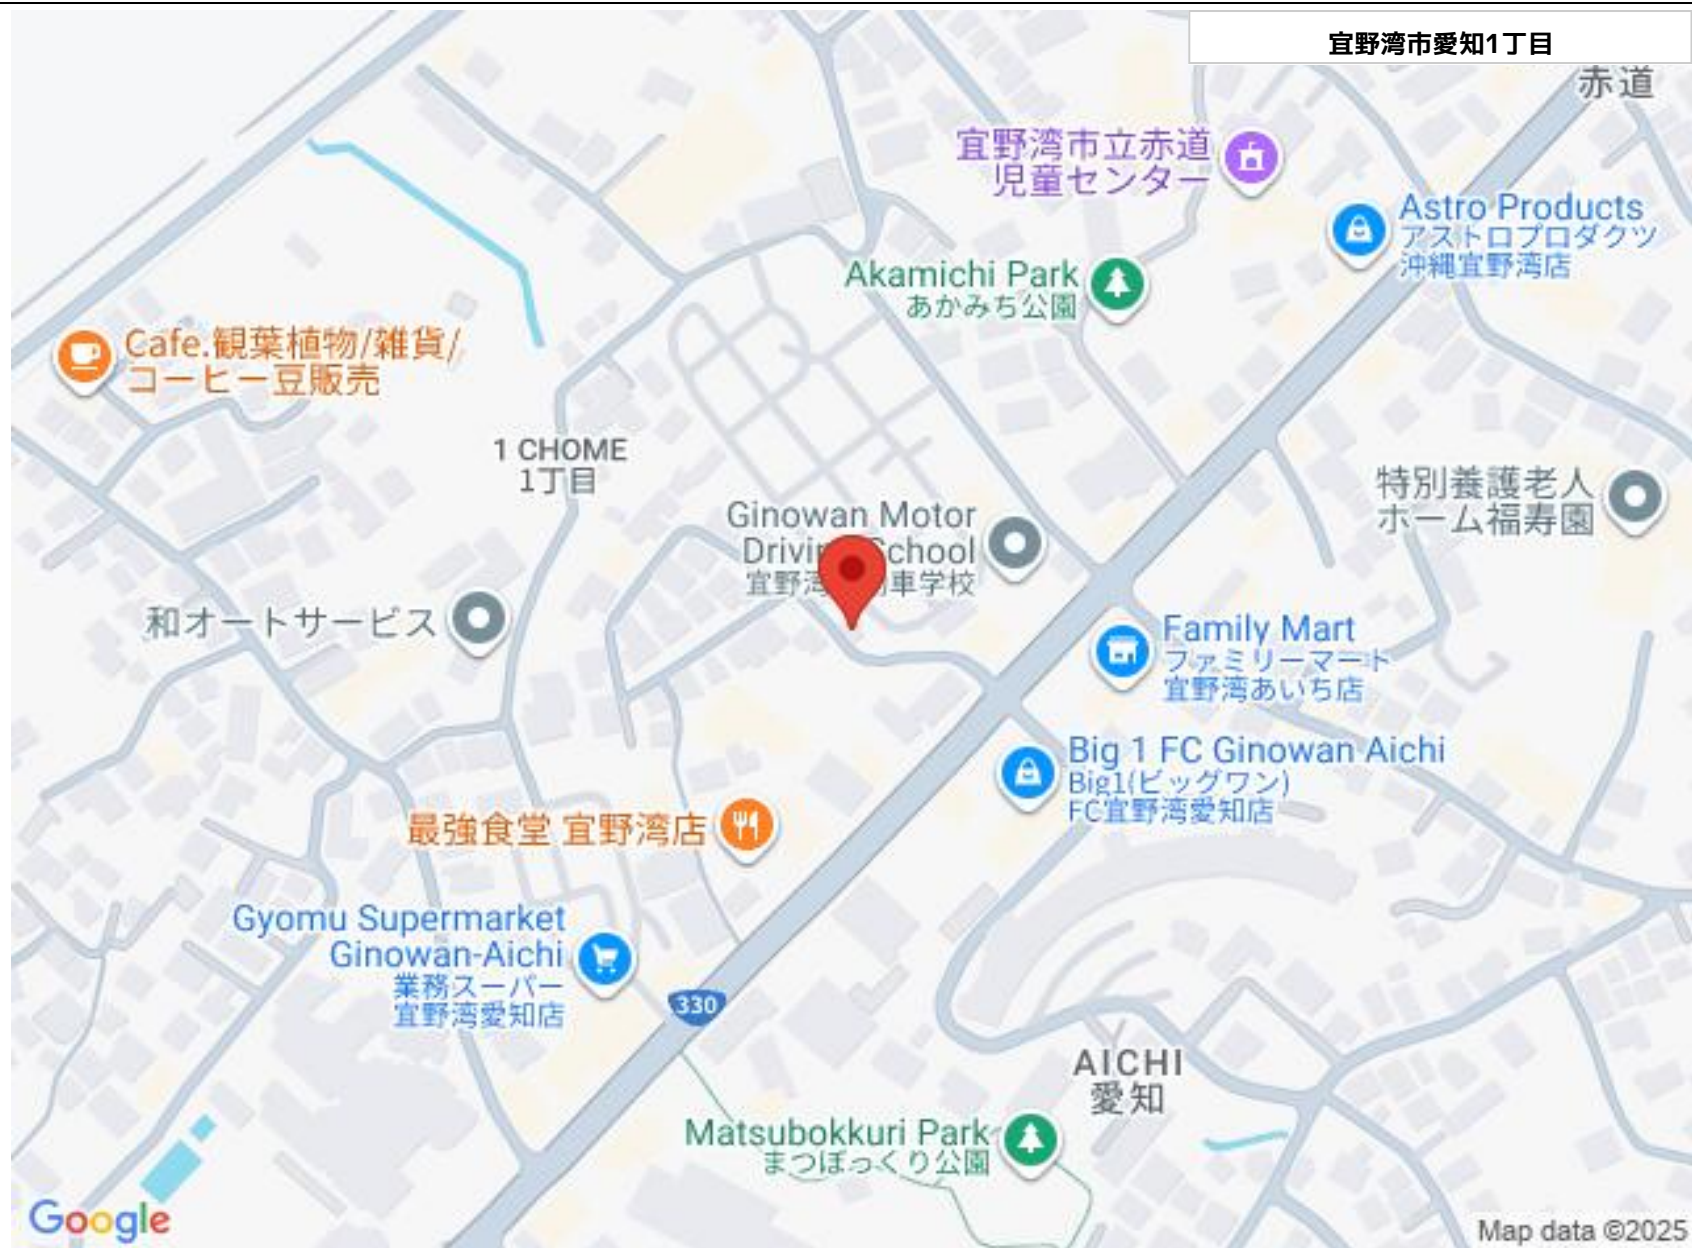 宜野湾市愛知1丁目
赤道
宜野湾市立赤道
児童センター
Astro Products
アストロプロダクツ
沖縄宜野湾店
Akamichi Park
あかみち公園
Cafe.観葉植物/雑貨/
コーヒー豆販売
1 CHOME
1丁目
特別養護老人
ホーム福寿園
Ginowan Motor
School
車学校
和オートサービス
Family Mart
ファミリーマート
宜野湾あいち店
Big 1 FC Ginowan Aichi
Big1(ビッグワン)
FC宜野湾愛知店
最強食堂 宜野湾店
Gyomu Supermarket
Ginowan-Aichi
業務スーパー
宜野湾愛知店
330
AICHI
愛知
Matsubokkuri Park
まつぼっくり公園
Google
Map data ©2025